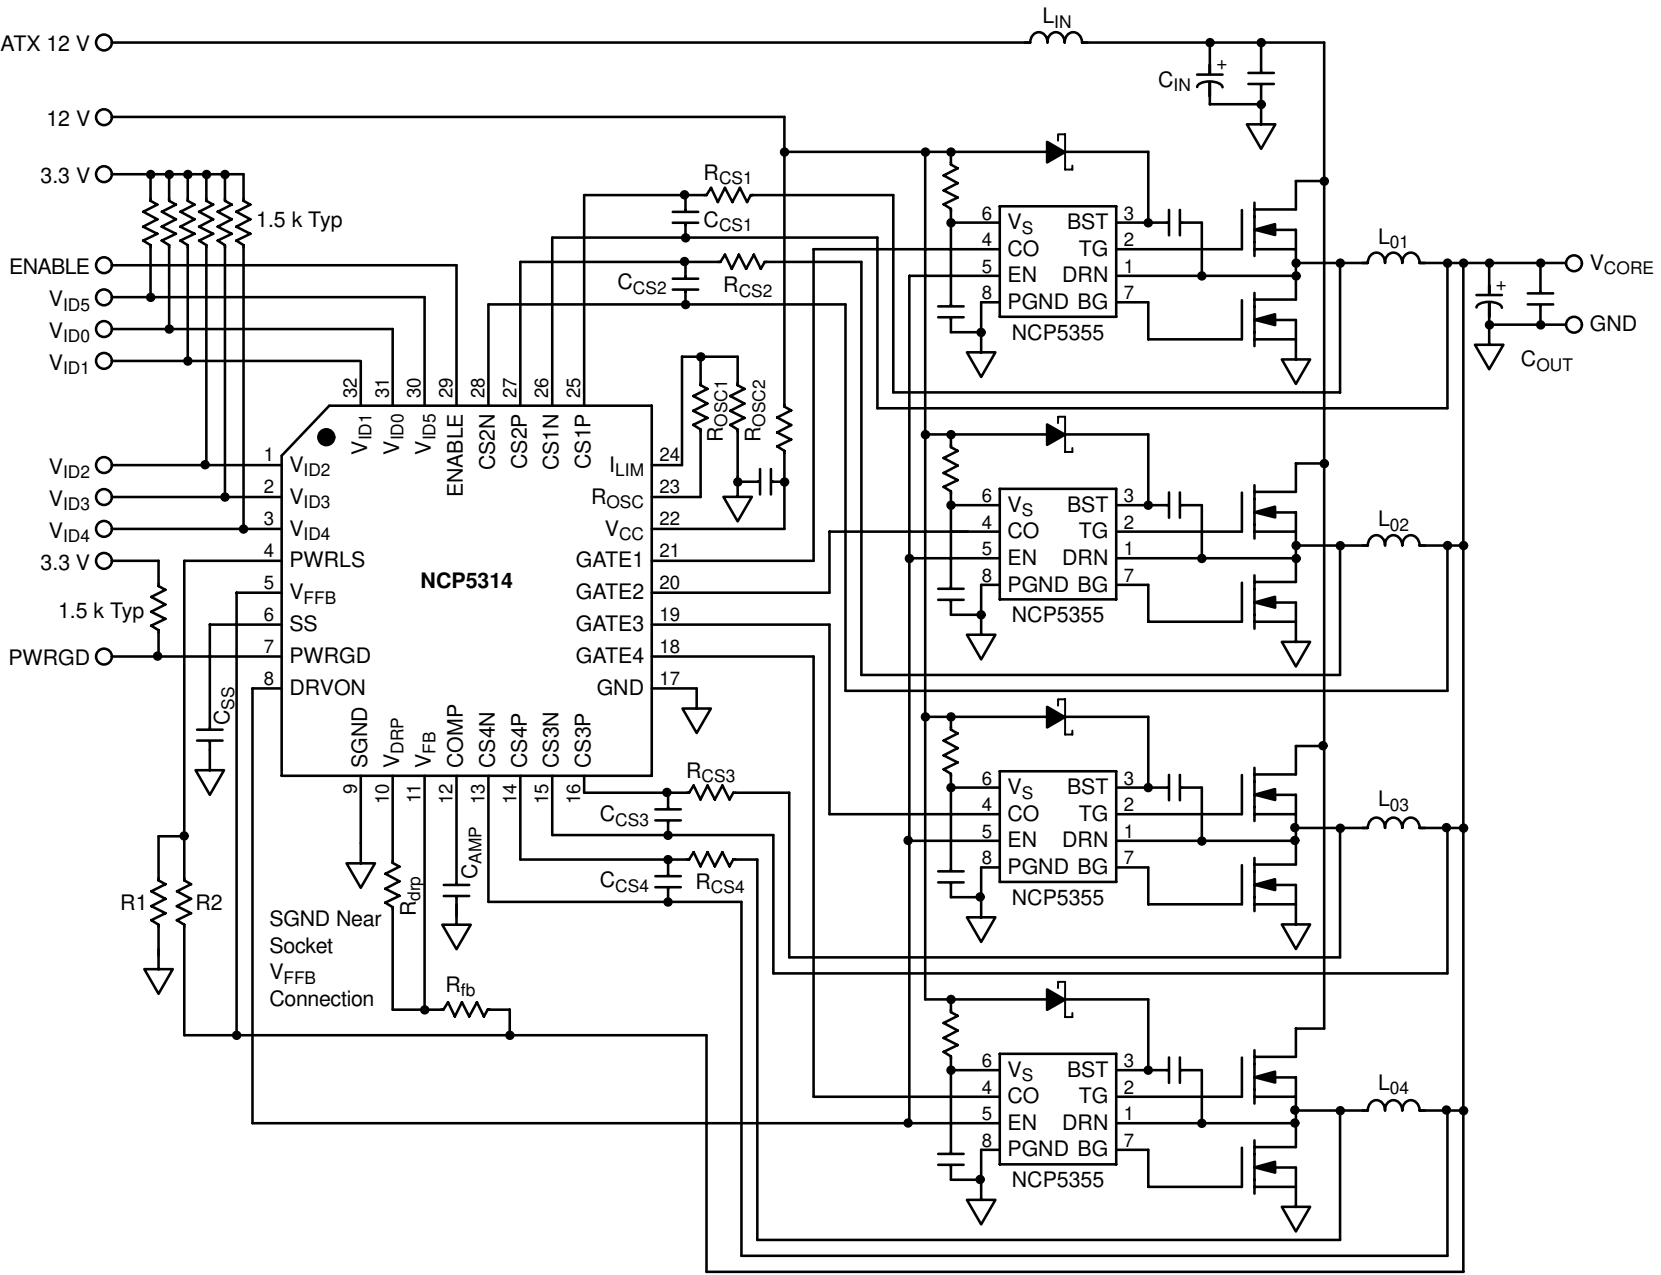 L_IN
ATX 12 V
C_IN
+
12 V
3.3 V
1.5 k Typ
R_CS1
C_CS1
C_CS2
R_CS2
ENABLE
V_ID5
V_ID0
V_ID1
V_ID2
V_ID3
V_ID4
3.3 V
1.5 k Typ
PWRGD
32 31 30 29 28 27 26 25
V_ID1 V_ID0 V_ID5 ENABLE CS2N CS2P CS1N CS1P
R_OSC1
R_OSC2
1 V_ID2
2 V_ID3
3 V_ID4
4 PWRLS
5 V_FFB
6 SS
7 PWRGD
8 DRVON
NCP5314
I_LIM 24
R_OSC 23
V_CC 22
GATE1 21
GATE2 20
GATE3 19
GATE4 18
GND 17
SGND V_DRP V_FB COMP CS4N CS4P CS3N CS3P
9 10 11 12 13 14 15 16
C_SS
R1
R2
R_drp
C_AMP
R_CS3
C_CS3
C_CS4
R_CS4
SGND Near
Socket
V_FFB
Connection
R_fb
6 V_S BST 3
4 CO TG 2
5 EN DRN 1
8 PGND BG 7
NCP5355
L_01
V_CORE
+
GND
C_OUT
6 V_S BST 3
4 CO TG 2
5 EN DRN 1
8 PGND BG 7
NCP5355
L_02
6 V_S BST 3
4 CO TG 2
5 EN DRN 1
8 PGND BG 7
NCP5355
L_03
6 V_S BST 3
4 CO TG 2
5 EN DRN 1
8 PGND BG 7
NCP5355
L_04